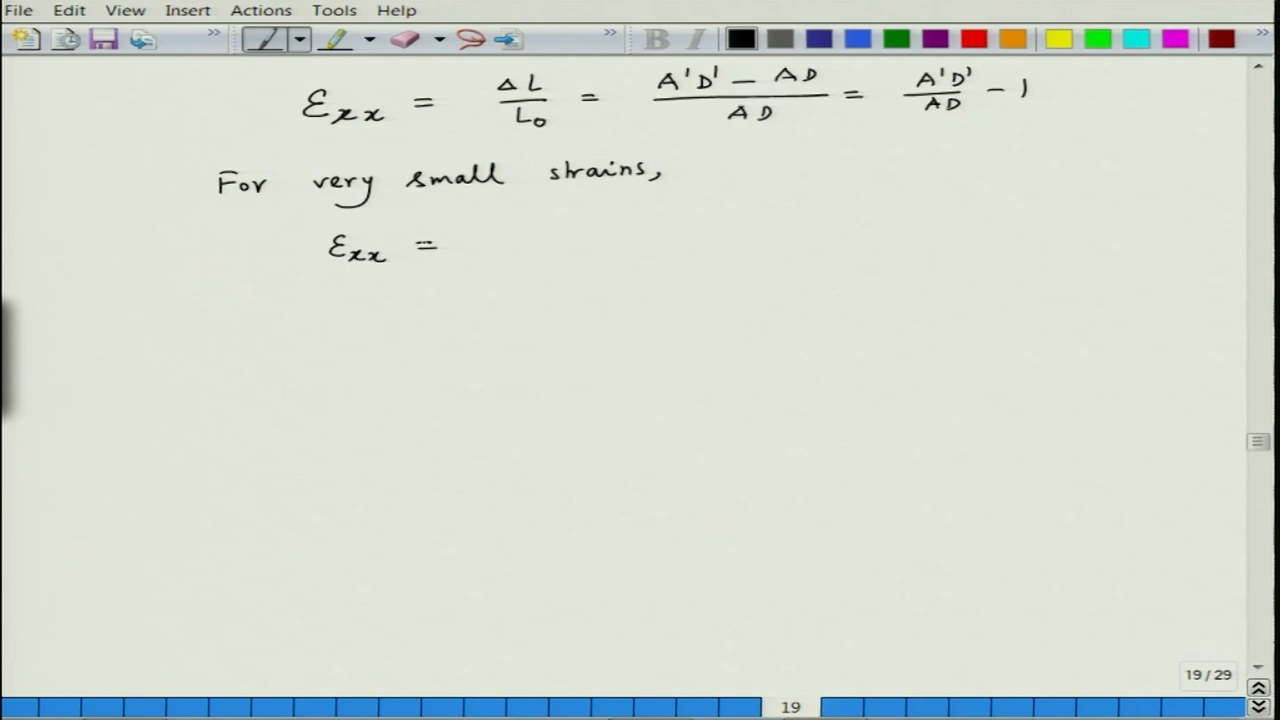 File Edit View Insert Actions Tools Help
εxx = ΔL/L₀ = (A'D' – AD)/AD = A'D'/AD – 1
For very small strains,
εxx =
19 / 29
19